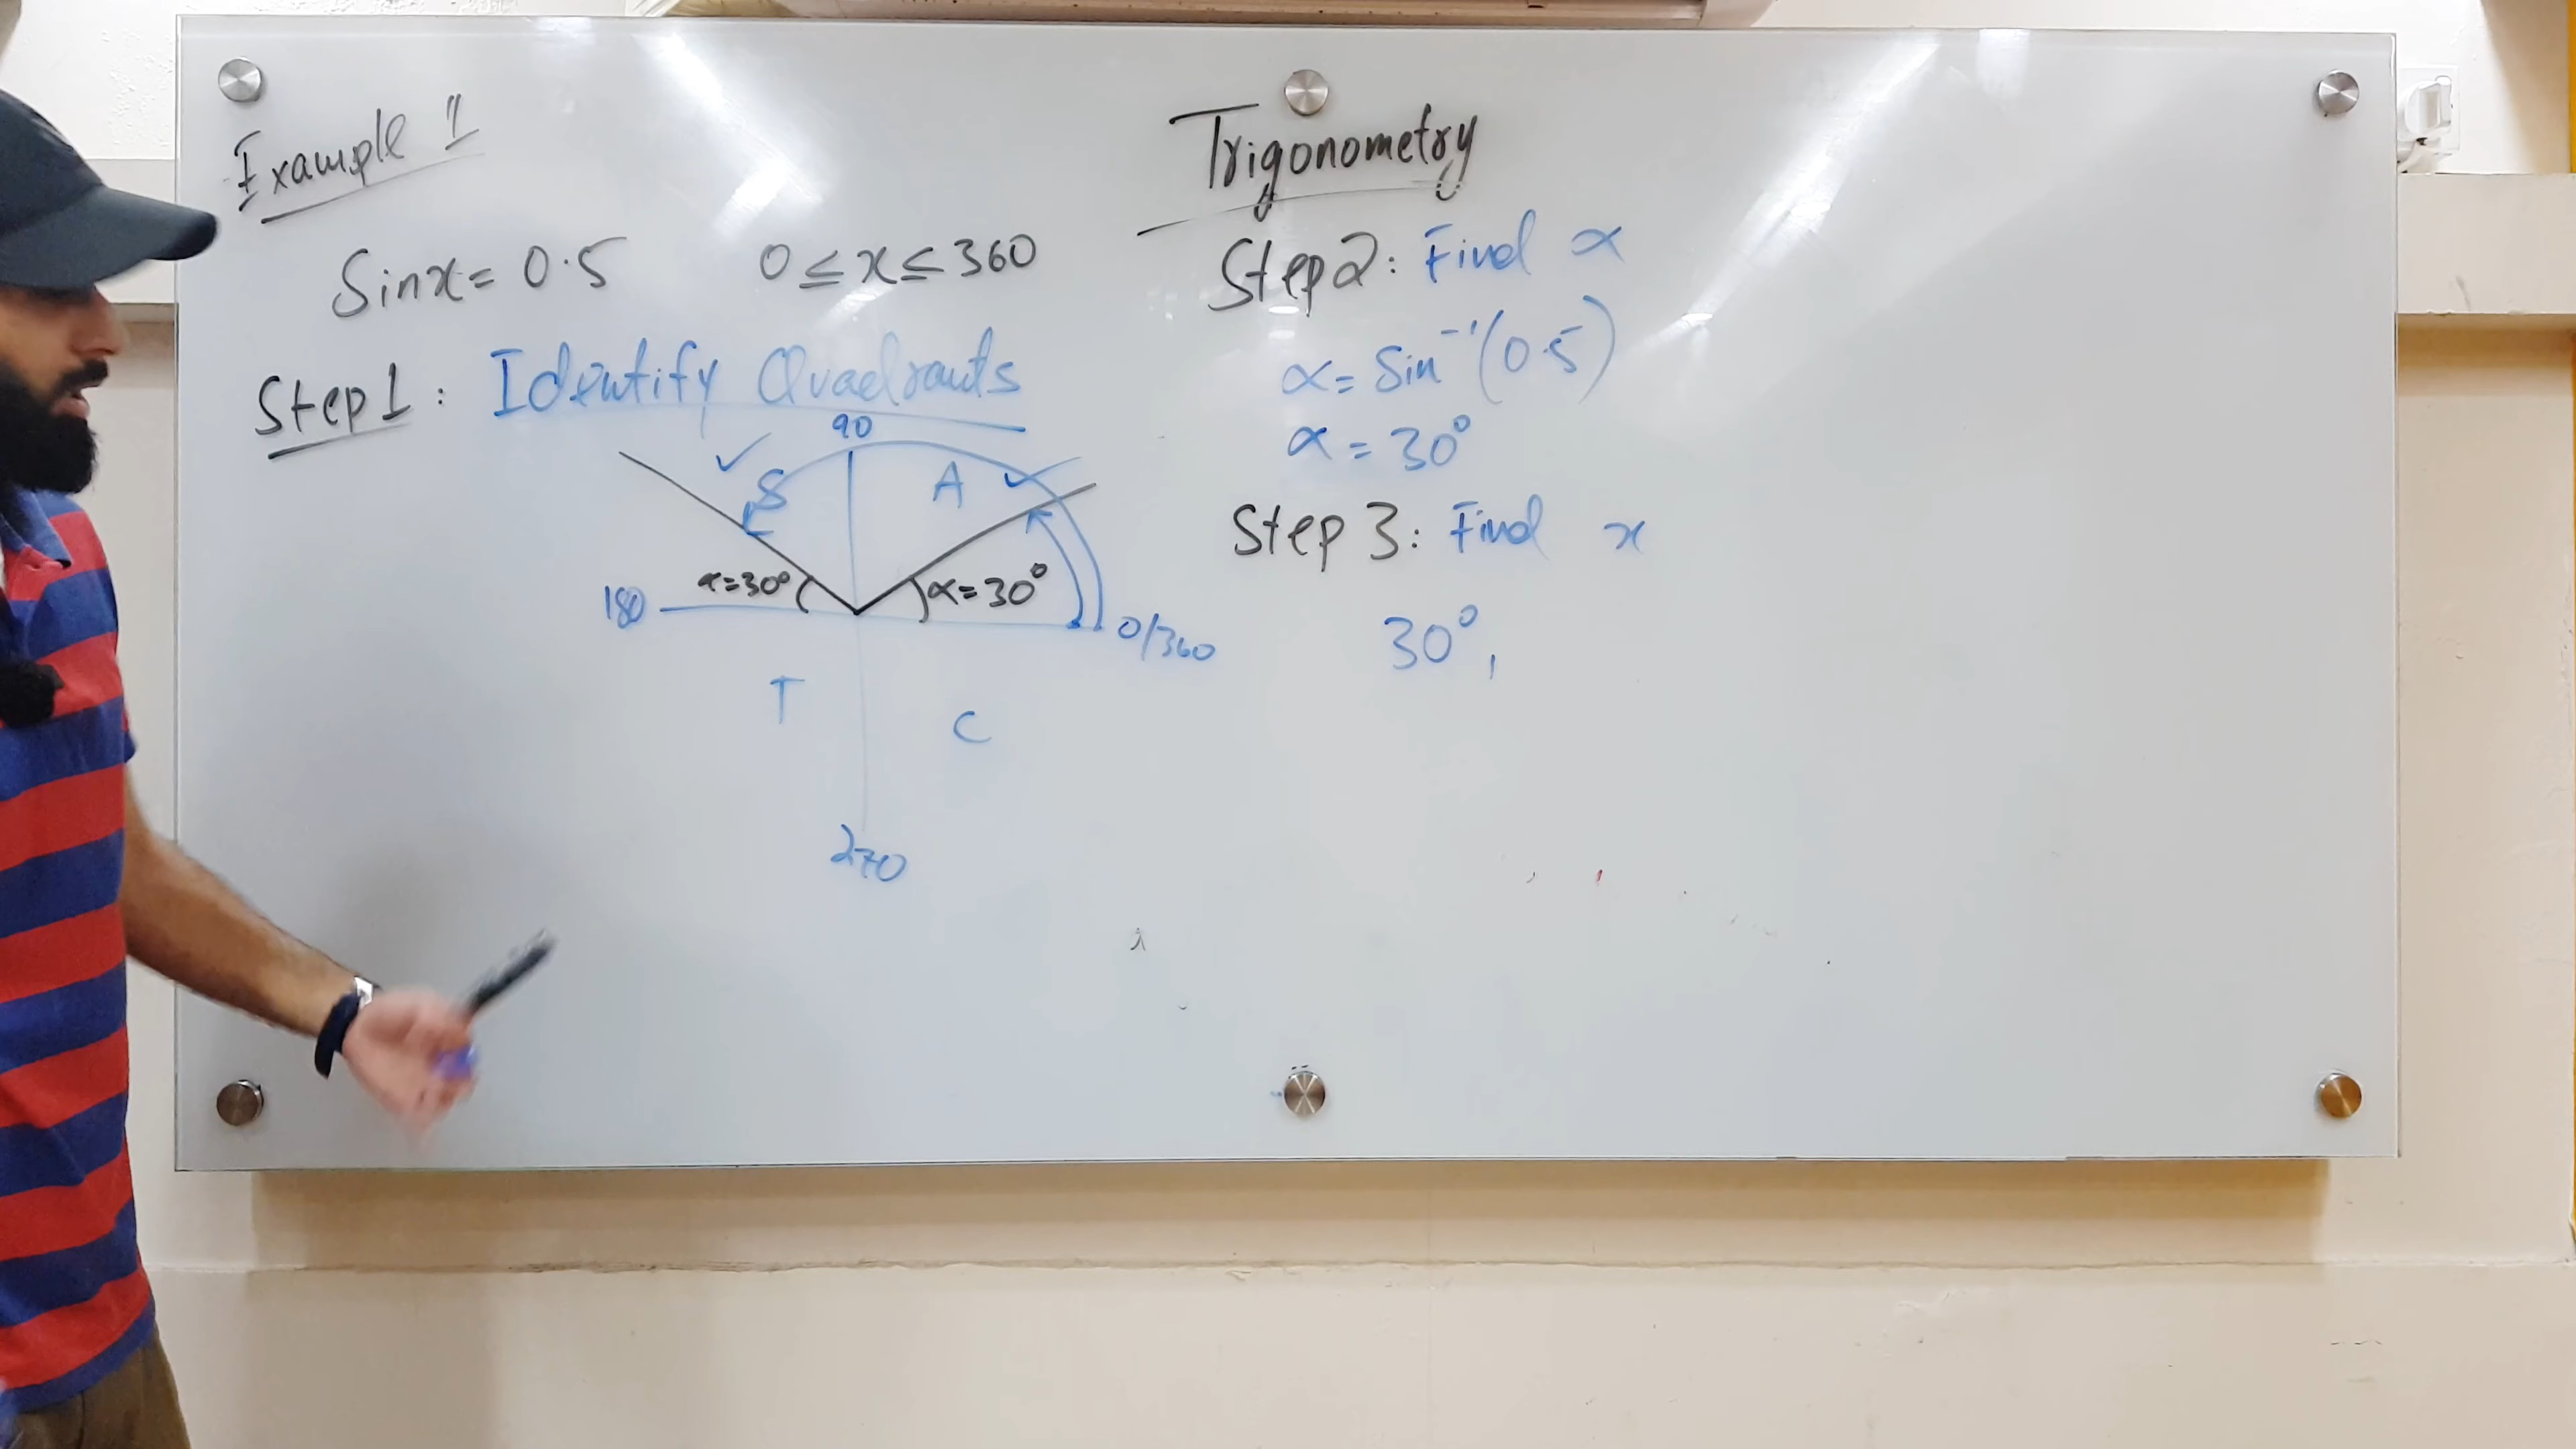 Example 1
Trigonometry
Sinx = 0.5 0 ≤ x ≤ 360
Step 1: Identify Quadrants
90
S A
α=30° α=30°
180 0/360
T C
270
Step 2: Find α
α = Sin⁻¹(0.5)
α = 30°
Step 3: Find x
30°,